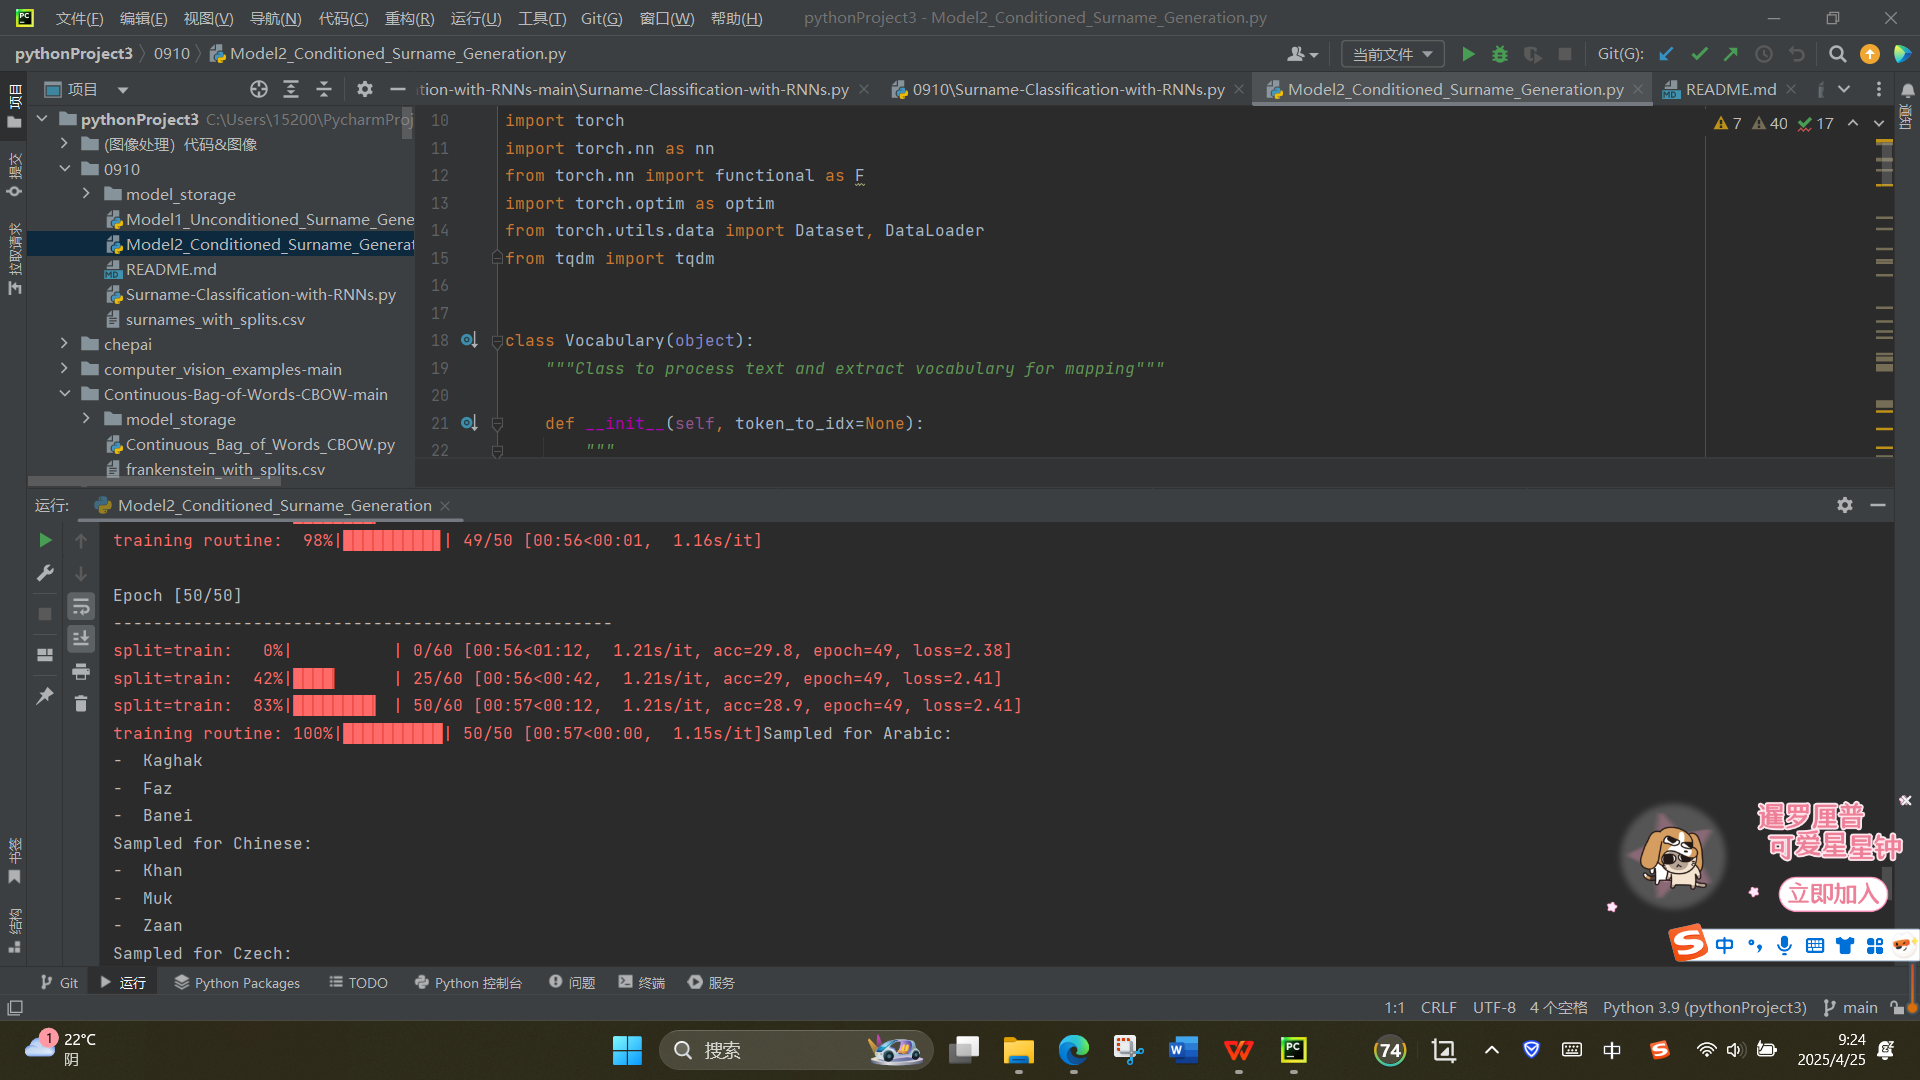 文件(F) 编辑(E) 视图(V) 导航(N) 代码(C) 重构(R) 运行(U) 工具(T) Git(G) 窗口(W) 帮助(H) pythonProject3 - Model2_Conditioned_Surname_Generation.py
pythonProject3 0910 Model2_Conditioned_Surname_Generation.py 当前文件 Git(G):
项目 tion-with-RNNs-main\Surname-Classification-with-RNNs.py 0910\Surname-Classification-with-RNNs.py Model2_Conditioned_Surname_Generation.py README.md
项目
提交
拉取请求
书签
结构
通知
pythonProject3 C:\Users\15200\PycharmProj
(图像处理) 代码&图像
0910
model_storage
Model1_Unconditioned_Surname_Gene
Model2_Conditioned_Surname_Generat
README.md
Surname-Classification-with-RNNs.py
surnames_with_splits.csv
chepai
computer_vision_examples-main
Continuous-Bag-of-Words-CBOW-main
model_storage
Continuous_Bag_of_Words_CBOW.py
frankenstein_with_splits.csv
7 40 17
10 import torch
11 import torch.nn as nn
12 from torch.nn import functional as F
13 import torch.optim as optim
14 from torch.utils.data import Dataset, DataLoader
15 from tqdm import tqdm
16
17
18 class Vocabulary(object):
19 """Class to process text and extract vocabulary for mapping"""
20
21 def __init__(self, token_to_idx=None):
22 """
运行: Model2_Conditioned_Surname_Generation
training routine:  98%| | 49/50 [00:56<00:01,  1.16s/it]
Epoch [50/50]
--------------------------------------------------
split=train:   0%| | 0/60 [00:56<01:12,  1.21s/it, acc=29.8, epoch=49, loss=2.38]
split=train:  42%| | 25/60 [00:56<00:42,  1.21s/it, acc=29, epoch=49, loss=2.41]
split=train:  83%| | 50/60 [00:57<00:12,  1.21s/it, acc=28.9, epoch=49, loss=2.41]
training routine: 100%| | 50/50 [00:57<00:00,  1.15s/it]Sampled for Arabic:
-  Kaghak
-  Faz
-  Banei
Sampled for Chinese:
-  Khan
-  Muk
-  Zaan
Sampled for Czech:
暹罗厘普
可爱星星钟
立即加入
中
Git 运行 Python Packages TODO Python 控制台 问题 终端 服务
1:1 CRLF UTF-8 4 个空格 Python 3.9 (pythonProject3) main
1 22°C
阴
搜索
74
中
9:24
2025/4/25